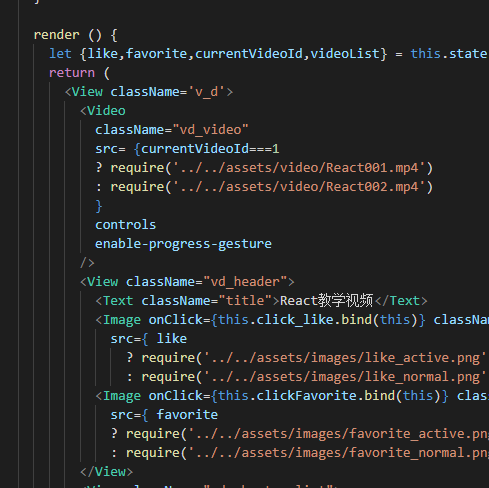 }
render () {
let {like,favorite,currentVideoId,videoList} = this.state
return (
<View className='v_d'>
<Video
className="vd_video"
src= {currentVideoId===1
? require('../../assets/video/React001.mp4')
: require('../../assets/video/React002.mp4')
}
controls
enable-progress-gesture
/>
<View className="vd_header">
<Text className="title">React教学视频</Text>
<Image onClick={this.click_like.bind(this)} classNam
src={ like
? require('../../assets/images/like_active.png'
: require('../../assets/images/like_normal.png'
<Image onClick={this.clickFavorite.bind(this)} clas
src={ favorite
? require('../../assets/images/favorite_active.png
: require('../../assets/images/favorite_normal.png
</View>